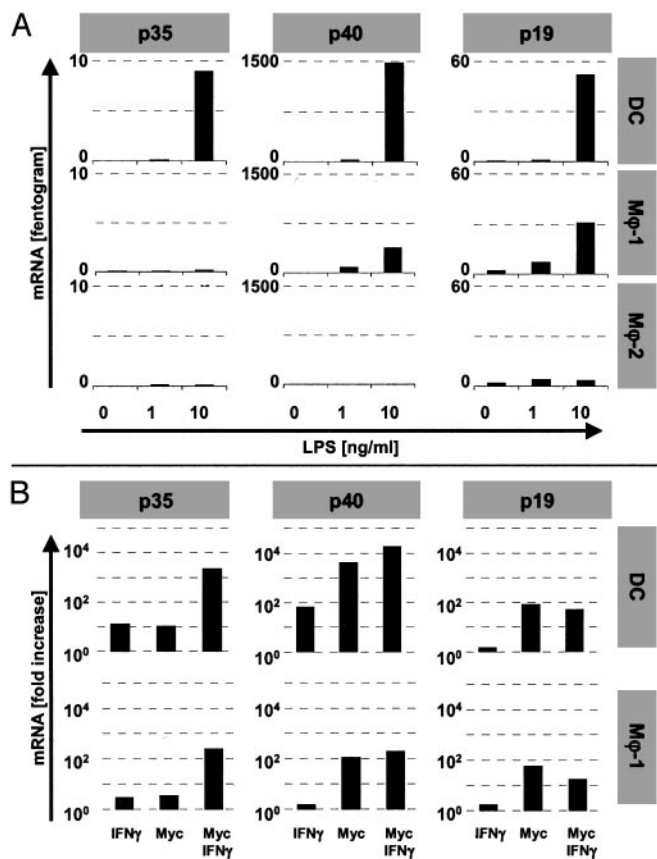 A
p35 p40 p19
mRNA [fentogram]
10 1500 60
0 0 0
DC
10 1500 60
0 0 0
Mφ-1
10 1500 60
0 0 0
Mφ-2
0 1 10 0 1 10 0 1 10
LPS [ng/ml]
B
p35 p40 p19
mRNA [fold increase]
10⁴ 10⁴ 10⁴
10² 10² 10²
10⁰ 10⁰ 10⁰
DC
10⁴ 10⁴ 10⁴
10² 10² 10²
10⁰ 10⁰ 10⁰
Mφ-1
IFNγ Myc Myc IFNγ Myc Myc IFNγ Myc Myc
IFNγ IFNγ IFNγ